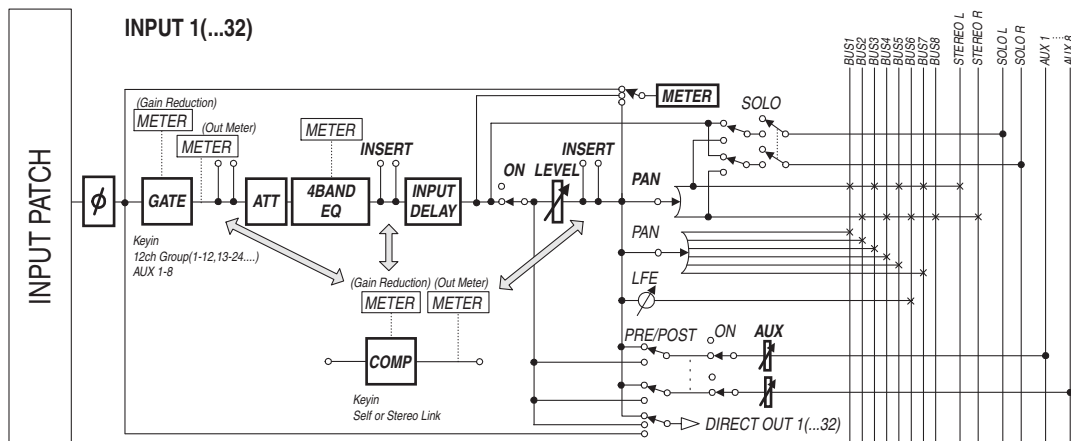 INPUT 1(...32)
BUS1
BUS2
BUS3
BUS4
BUS5
BUS6
BUS7
BUS8
STEREO L
STEREO R
SOLO L
SOLO R
AUX 1
AUX 8
INPUT PATCH
(Gain Reduction)
METER
(Out Meter)
METER
METER
METER
SOLO
INSERT
ON
LEVEL
INSERT
PAN
ϕ
GATE
ATT
4BAND
EQ
INPUT
DELAY
Keyin
12ch Group(1-12,13-24....)
AUX 1-8
PAN
(Gain Reduction) (Out Meter)
METER
METER
LFE
PRE/POST
ON
AUX
COMP
Keyin
Self or Stereo Link
DIRECT OUT 1(...32)